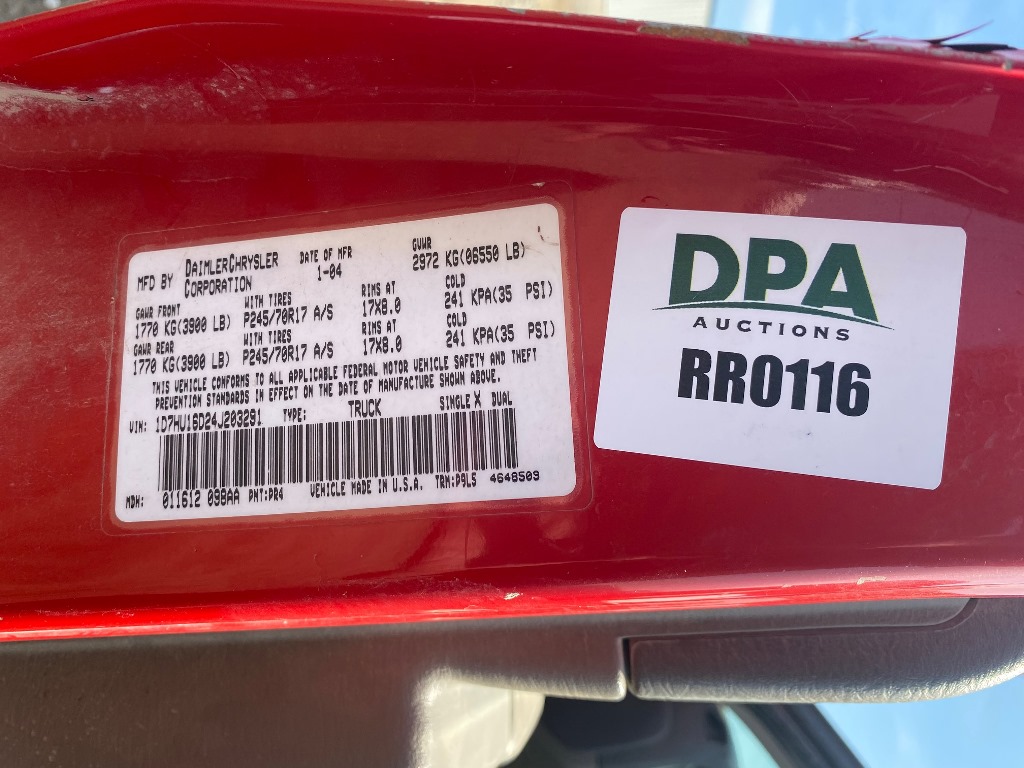 MFD BY DAIMLERCHRYSLER CORPORATION DATE OF MFR 1-04 GVWR 2972 KG(06550 LB)
GAWR FRONT WITH TIRES RIMS AT COLD
1770 KG(3900 LB) P245/70R17 A/S 17X8.0 241 KPA(35 PSI)
GAWR REAR WITH TIRES RIMS AT COLD
1770 KG(3900 LB) P245/70R17 A/S 17X8.0 241 KPA(35 PSI)
THIS VEHICLE CONFORMS TO ALL APPLICABLE FEDERAL MOTOR VEHICLE SAFETY AND THEFT
PREVENTION STANDARDS IN EFFECT ON THE DATE OF MANUFACTURE SHOWN ABOVE.
VIN: 1D7HU16D24J203291 TYPE: TRUCK SINGLE X DUAL
MDH: 011612 098AA PNT:PR4 VEHICLE MADE IN U.S.A. TRM:P9L5 4648509
DPA
AUCTIONS
RR0116